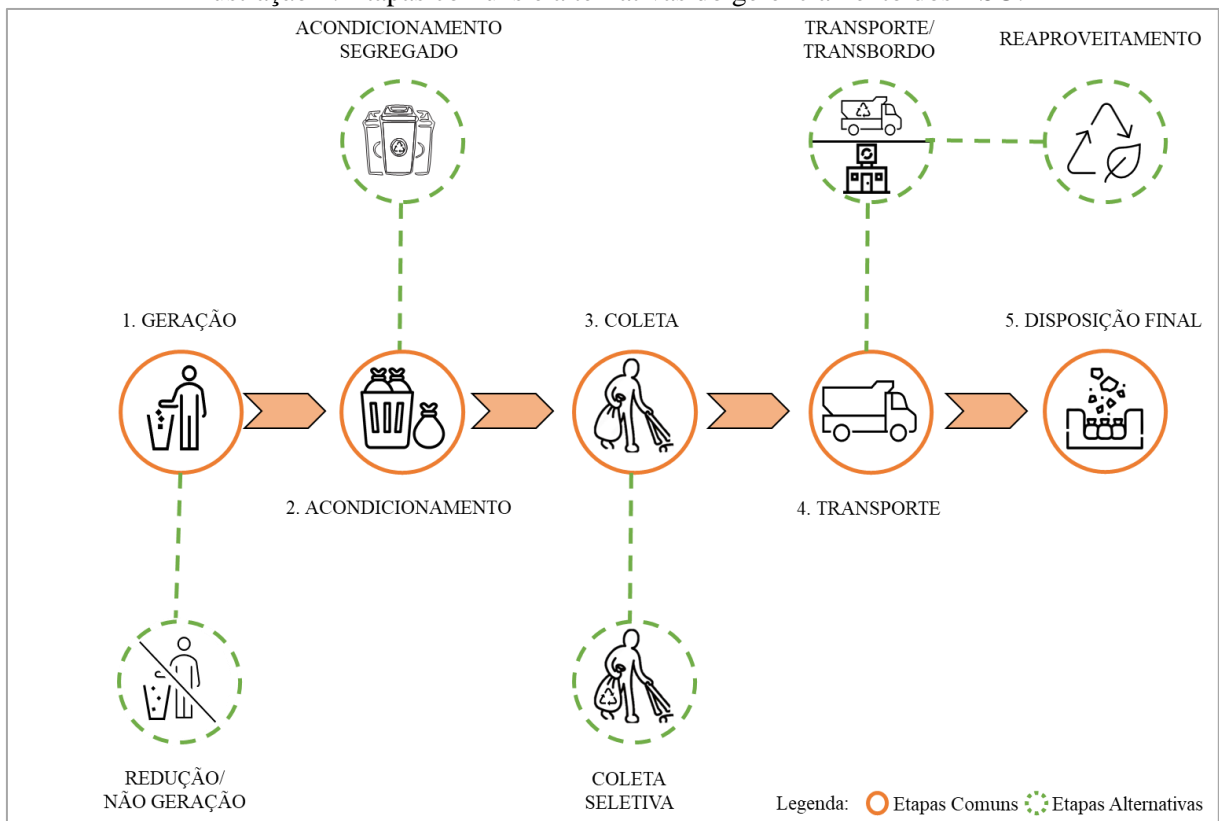 ACONDICIONAMENTO
SEGREGADO
TRANSPORTE/
TRANSBORDO
REAPROVEITAMENTO
1. GERAÇÃO
3. COLETA
5. DISPOSIÇÃO FINAL
2. ACONDICIONAMENTO
4. TRANSPORTE
REDUÇÃO/
NÃO GERAÇÃO
COLETA
SELETIVA
Legenda: Etapas Comuns Etapas Alternativas